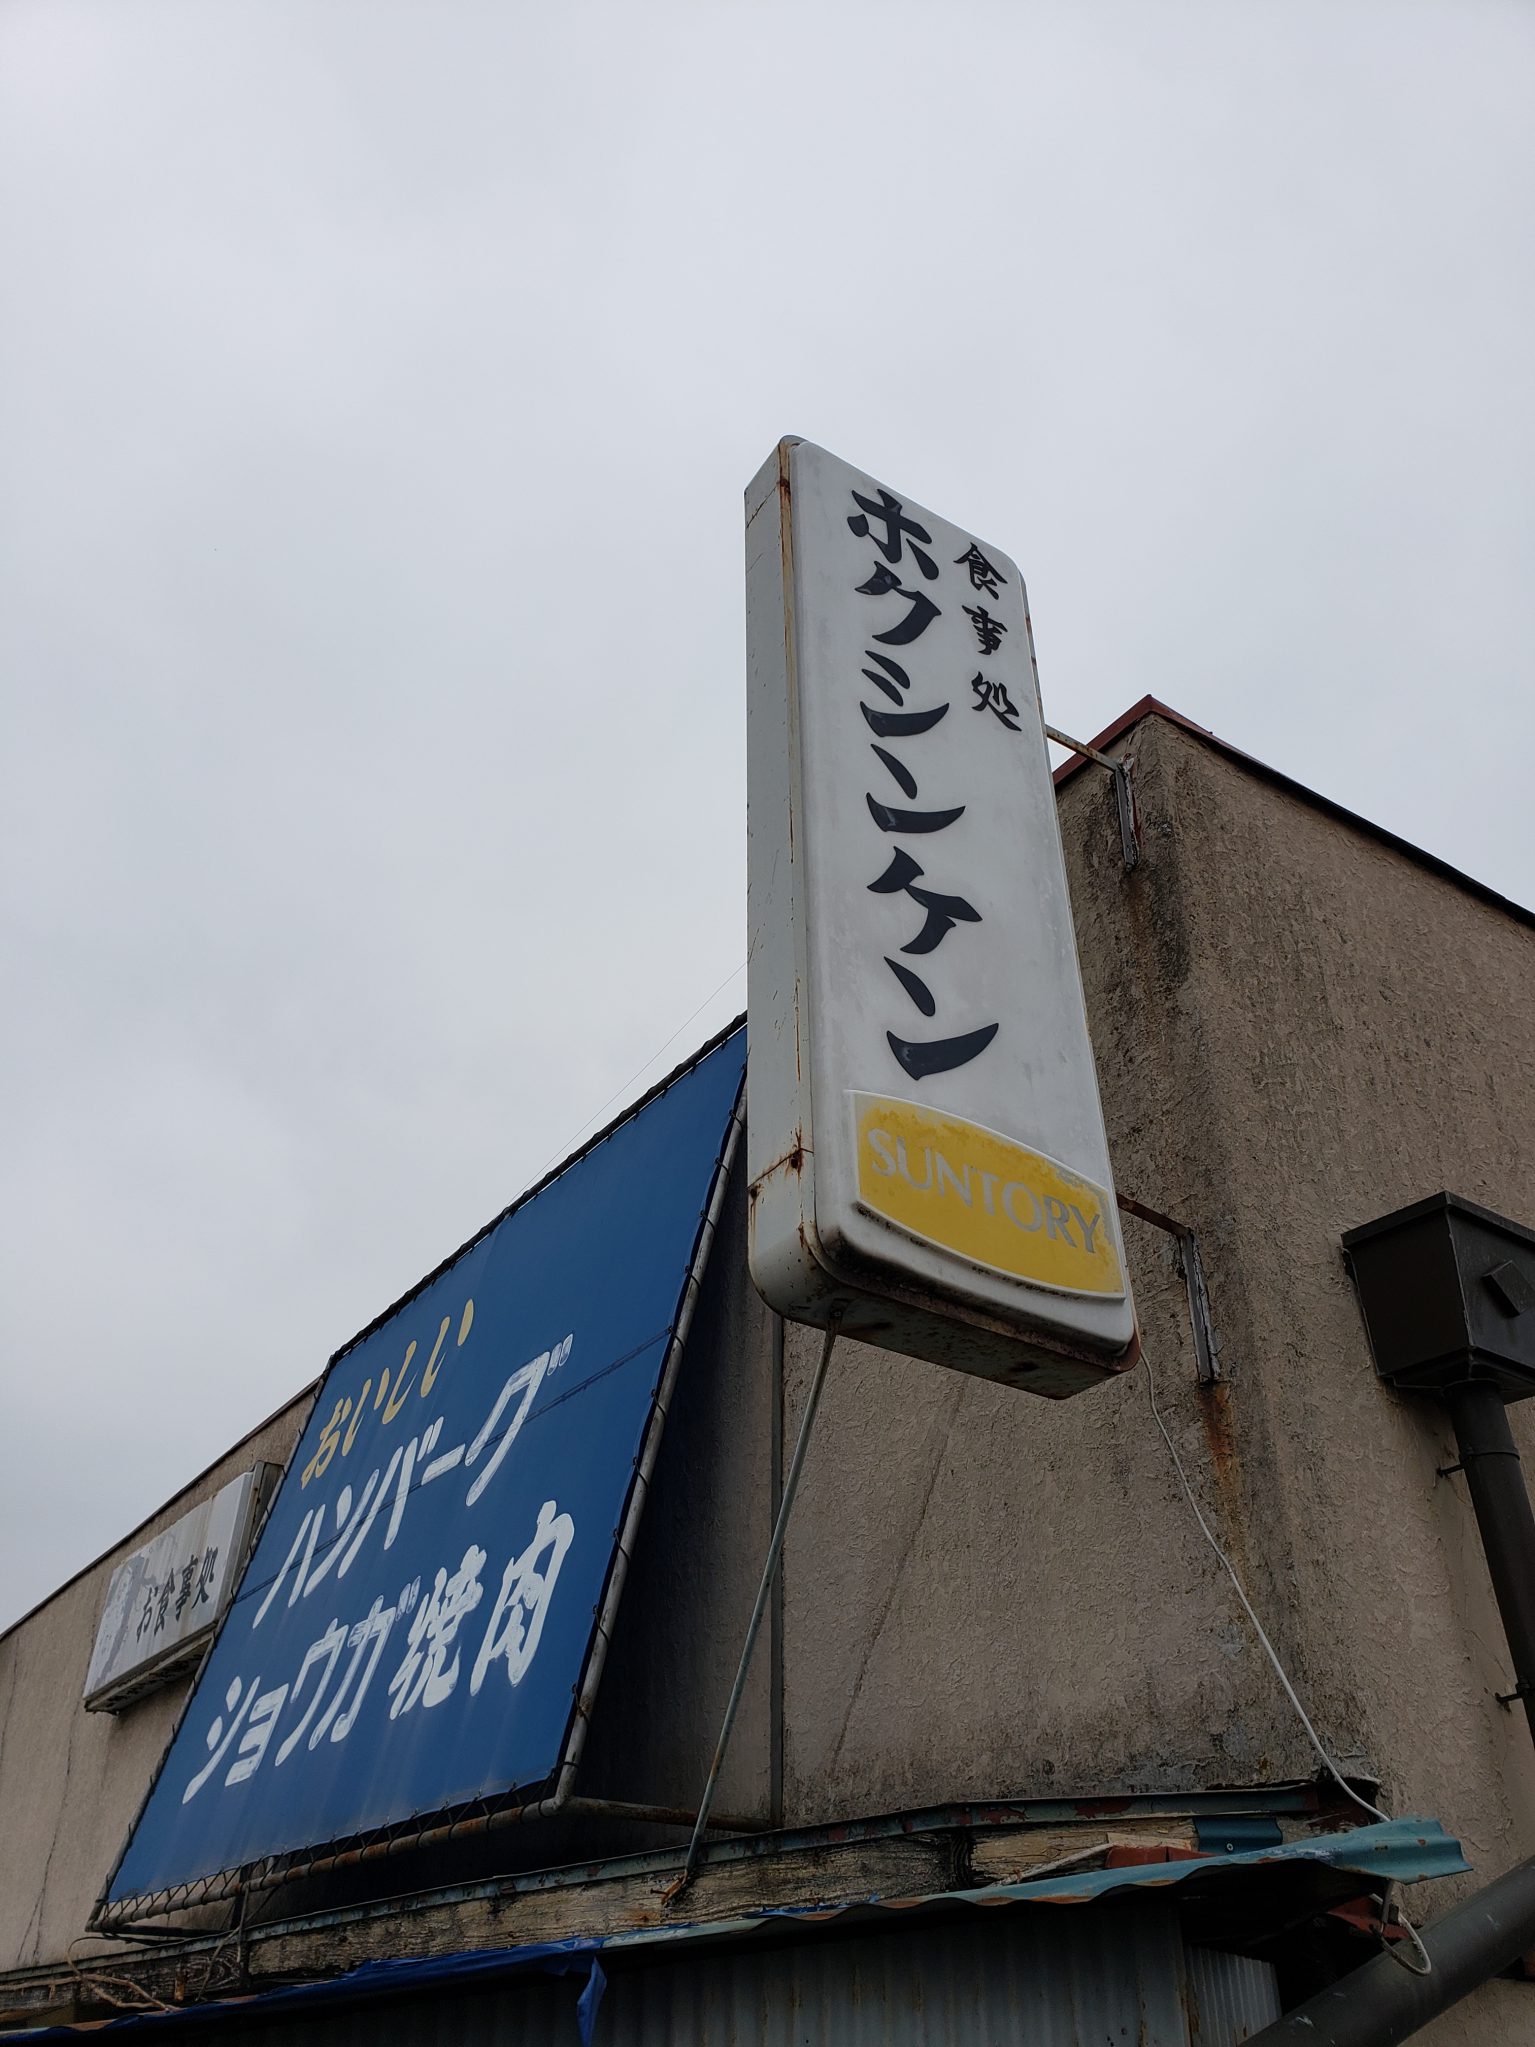 食事処
ホクシンケン
SUNTORY
おいしい
ハンバーグ
ショウガ焼肉
お食事処